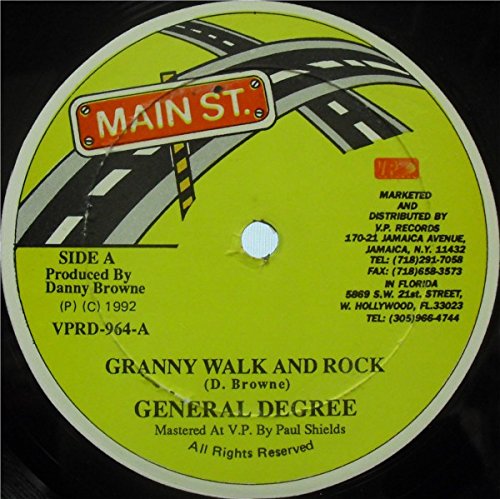 MAIN ST.
V.P.
MARKETED
AND
DISTRIBUTED BY
V.P. RECORDS
170-21 JAMAICA AVENUE,
JAMAICA, N.Y. 11432
TEL: (718)291-7058
FAX: (718)658-3573
IN FLORIDA
5869 S.W. 21st. STREET,
W. HOLLYWOOD, FL.33023
TEL: (305)966-4744
SIDE A
Produced By
Danny Browne
(P) (C) 1992
VPRD-964-A
GRANNY WALK AND ROCK
(D. Browne)
GENERAL DEGREE
Mastered At V.P. By Paul Shields
All Rights Reserved